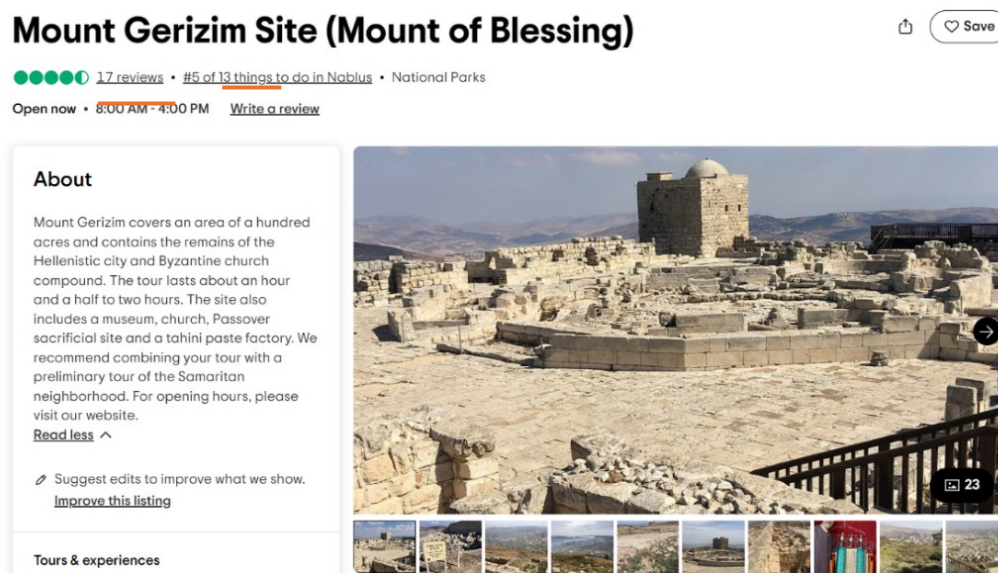 Mount Gerizim Site (Mount of Blessing)
Save
17 reviews • #5 of 13 things to do in Nablus • National Parks
Open now • 8:00 AM - 4:00 PM Write a review
About
Mount Gerizim covers an area of a hundred
acres and contains the remains of the
Hellenistic city and Byzantine church
compound. The tour lasts about an hour
and a half to two hours. The site also
includes a museum, church, Passover
sacrificial site and a tahini paste factory. We
recommend combining your tour with a
preliminary tour of the Samaritan
neighborhood. For opening hours, please
visit our website.
Read less
Suggest edits to improve what we show.
Improve this listing
Tours & experiences
23